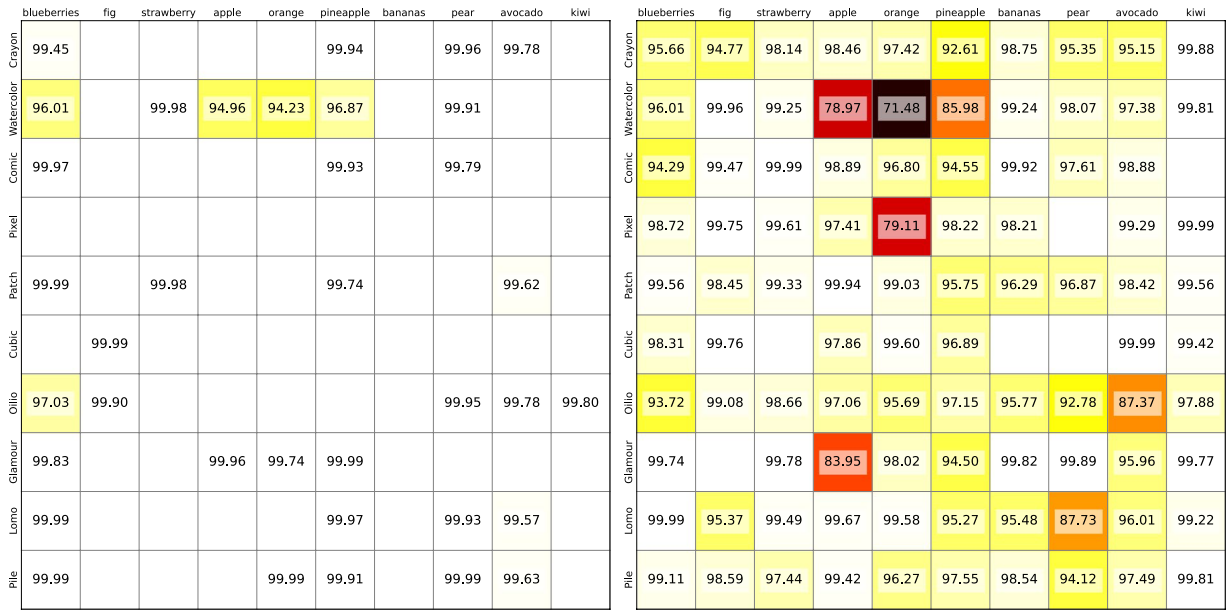 blueberries fig strawberry apple orange pineapple bananas pear avocado kiwi blueberries fig strawberry apple orange pineapple bananas pear avocado kiwi
Crayon 99.45 99.94 99.96 99.78 Crayon 95.66 94.77 98.14 98.46 97.42 92.61 98.75 95.35 95.15 99.88
Watercolor 96.01 99.98 94.96 94.23 96.87 99.91 Watercolor 96.01 99.96 99.25 78.97 71.48 85.98 99.24 98.07 97.38 99.81
Comic 99.97 99.93 99.79 Comic 94.29 99.47 99.99 98.89 96.80 94.55 99.92 97.61 98.88
Pixel Pixel 98.72 99.75 99.61 97.41 79.11 98.22 98.21 99.29 99.99
Patch 99.99 99.98 99.74 99.62 Patch 99.56 98.45 99.33 99.94 99.03 95.75 96.29 96.87 98.42 99.56
Cubic 99.99 Cubic 98.31 99.76 97.86 99.60 96.89 99.99 99.42
Oilio 97.03 99.90 99.95 99.78 99.80 Oilio 93.72 99.08 98.66 97.06 95.69 97.15 95.77 92.78 87.37 97.88
Glamour 99.83 99.96 99.74 99.99 Glamour 99.74 99.78 83.95 98.02 94.50 99.82 99.89 95.96 99.77
Lomo 99.99 99.97 99.93 99.57 Lomo 99.99 95.37 99.49 99.67 99.58 95.27 95.48 87.73 96.01 99.22
Pile 99.99 99.99 99.91 99.99 99.63 Pile 99.11 98.59 97.44 99.42 96.27 97.55 98.54 94.12 97.49 99.81